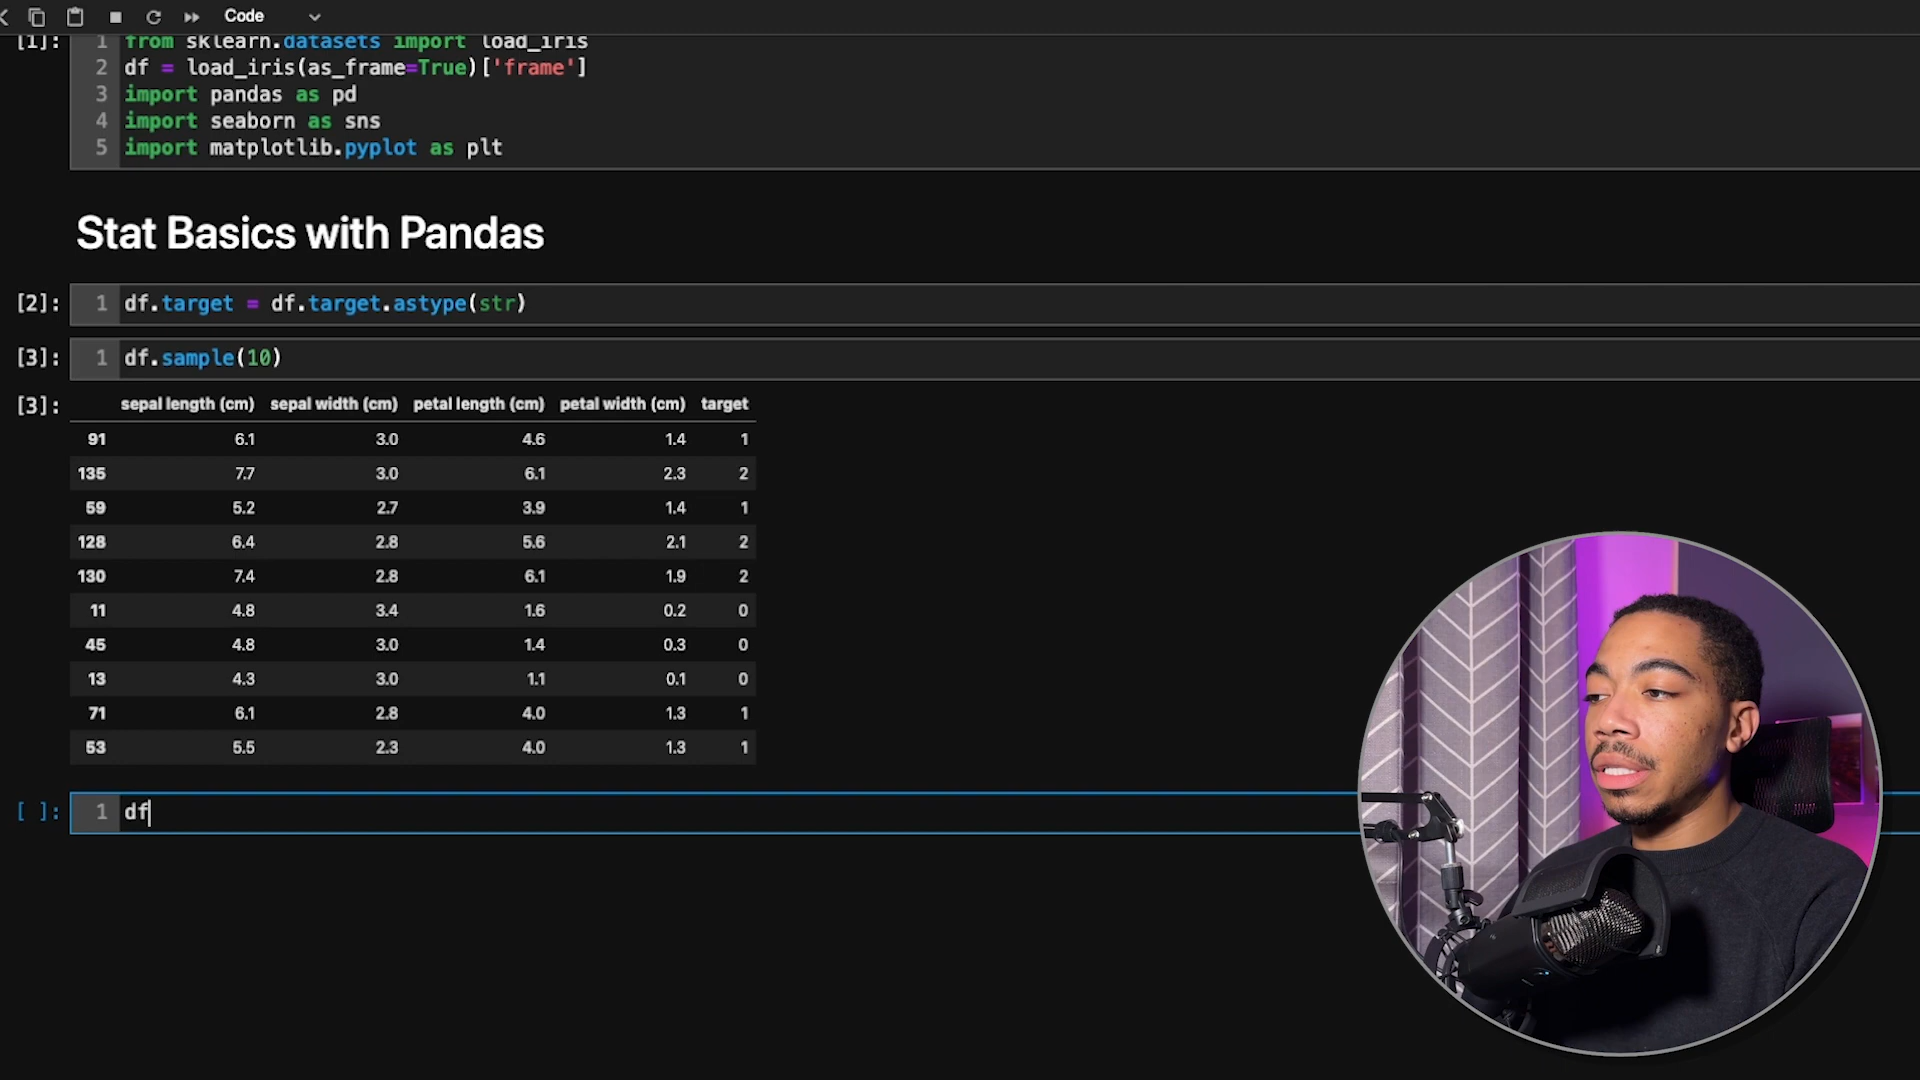 Code
[1]: 1 from sklearn.datasets import load_iris
2 df = load_iris(as_frame=True)['frame']
3 import pandas as pd
4 import seaborn as sns
5 import matplotlib.pyplot as plt
Stat Basics with Pandas
[2]: 1 df.target = df.target.astype(str)
[3]: 1 df.sample(10)
[3]: sepal length (cm) sepal width (cm) petal length (cm) petal width (cm) target
91 6.1 3.0 4.6 1.4 1
135 7.7 3.0 6.1 2.3 2
59 5.2 2.7 3.9 1.4 1
128 6.4 2.8 5.6 2.1 2
130 7.4 2.8 6.1 1.9 2
11 4.8 3.4 1.6 0.2 0
45 4.8 3.0 1.4 0.3 0
13 4.3 3.0 1.1 0.1 0
71 6.1 2.8 4.0 1.3 1
53 5.5 2.3 4.0 1.3 1
[ ]: 1 df